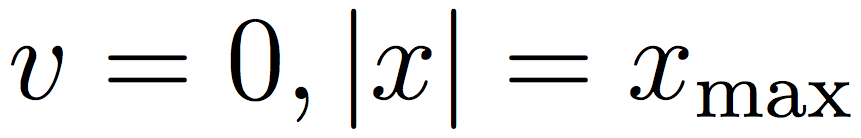 v = 0, |x| = x_max